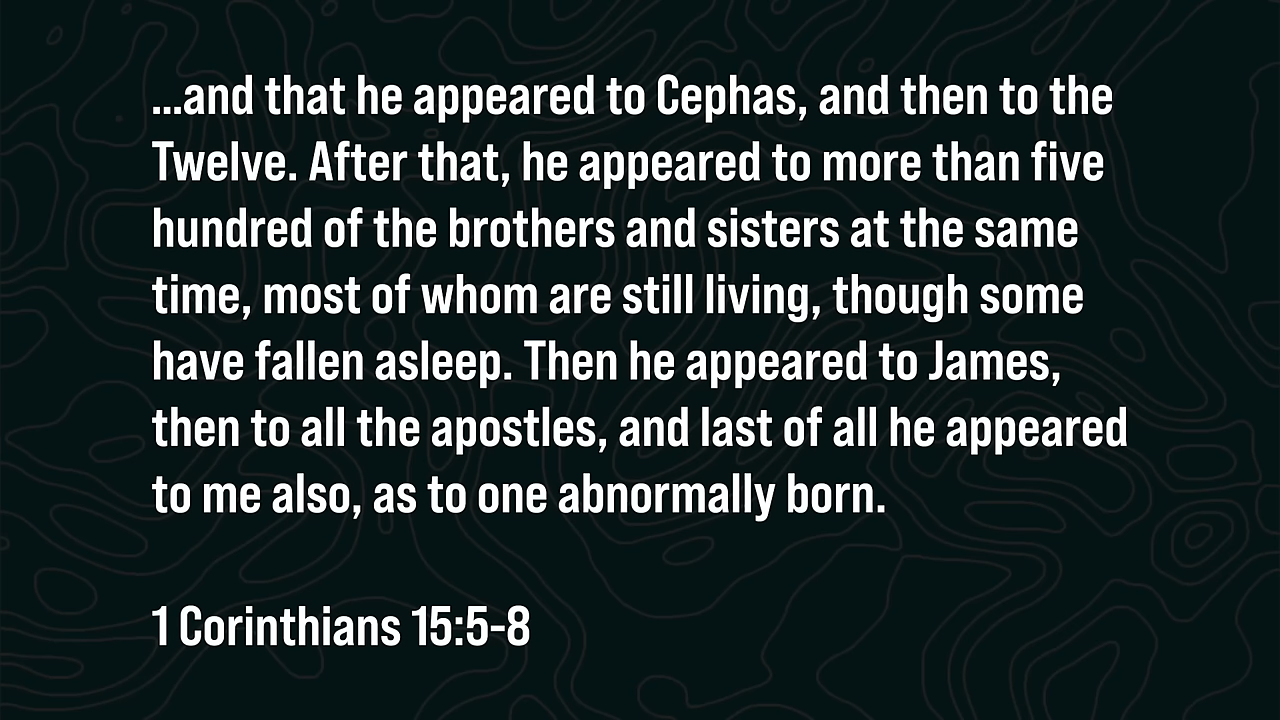 ...and that he appeared to Cephas, and then to the
Twelve. After that, he appeared to more than five
hundred of the brothers and sisters at the same
time, most of whom are still living, though some
have fallen asleep. Then he appeared to James,
then to all the apostles, and last of all he appeared
to me also, as to one abnormally born.
1 Corinthians 15:5-8